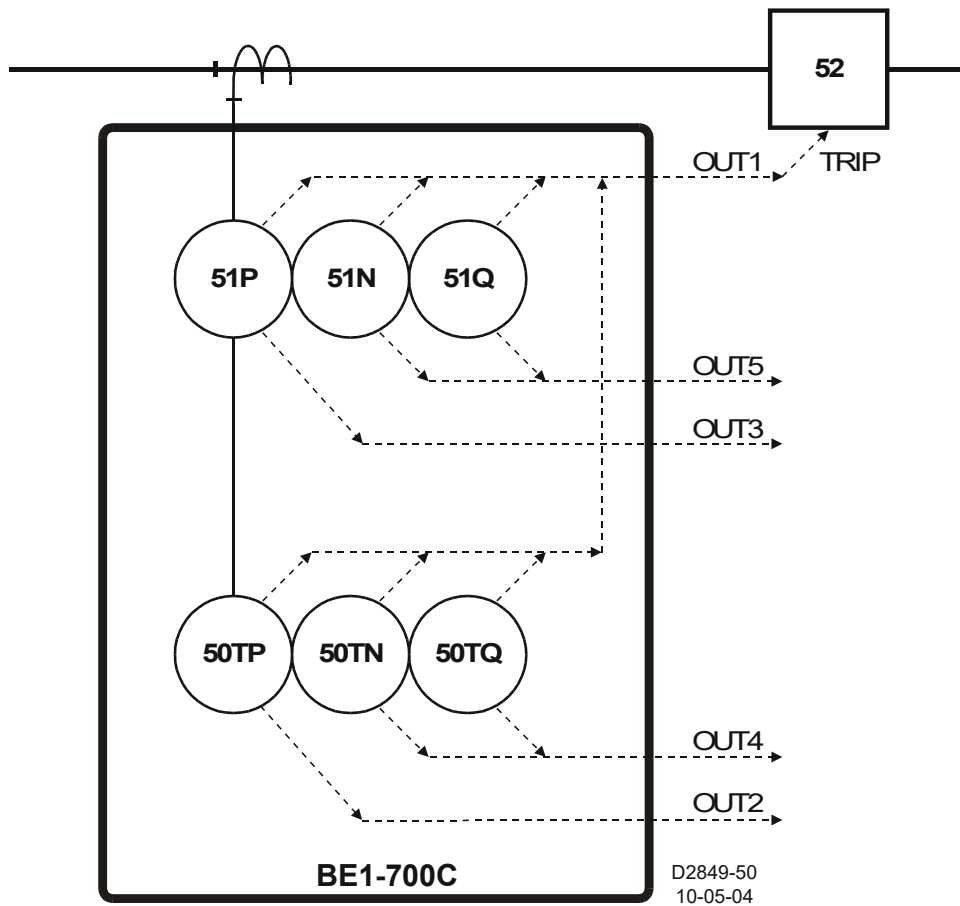 52
OUT1
TRIP
51P
51N
51Q
OUT5
OUT3
50TP
50TN
50TQ
OUT4
OUT2
BE1-700C
D2849-50
10-05-04